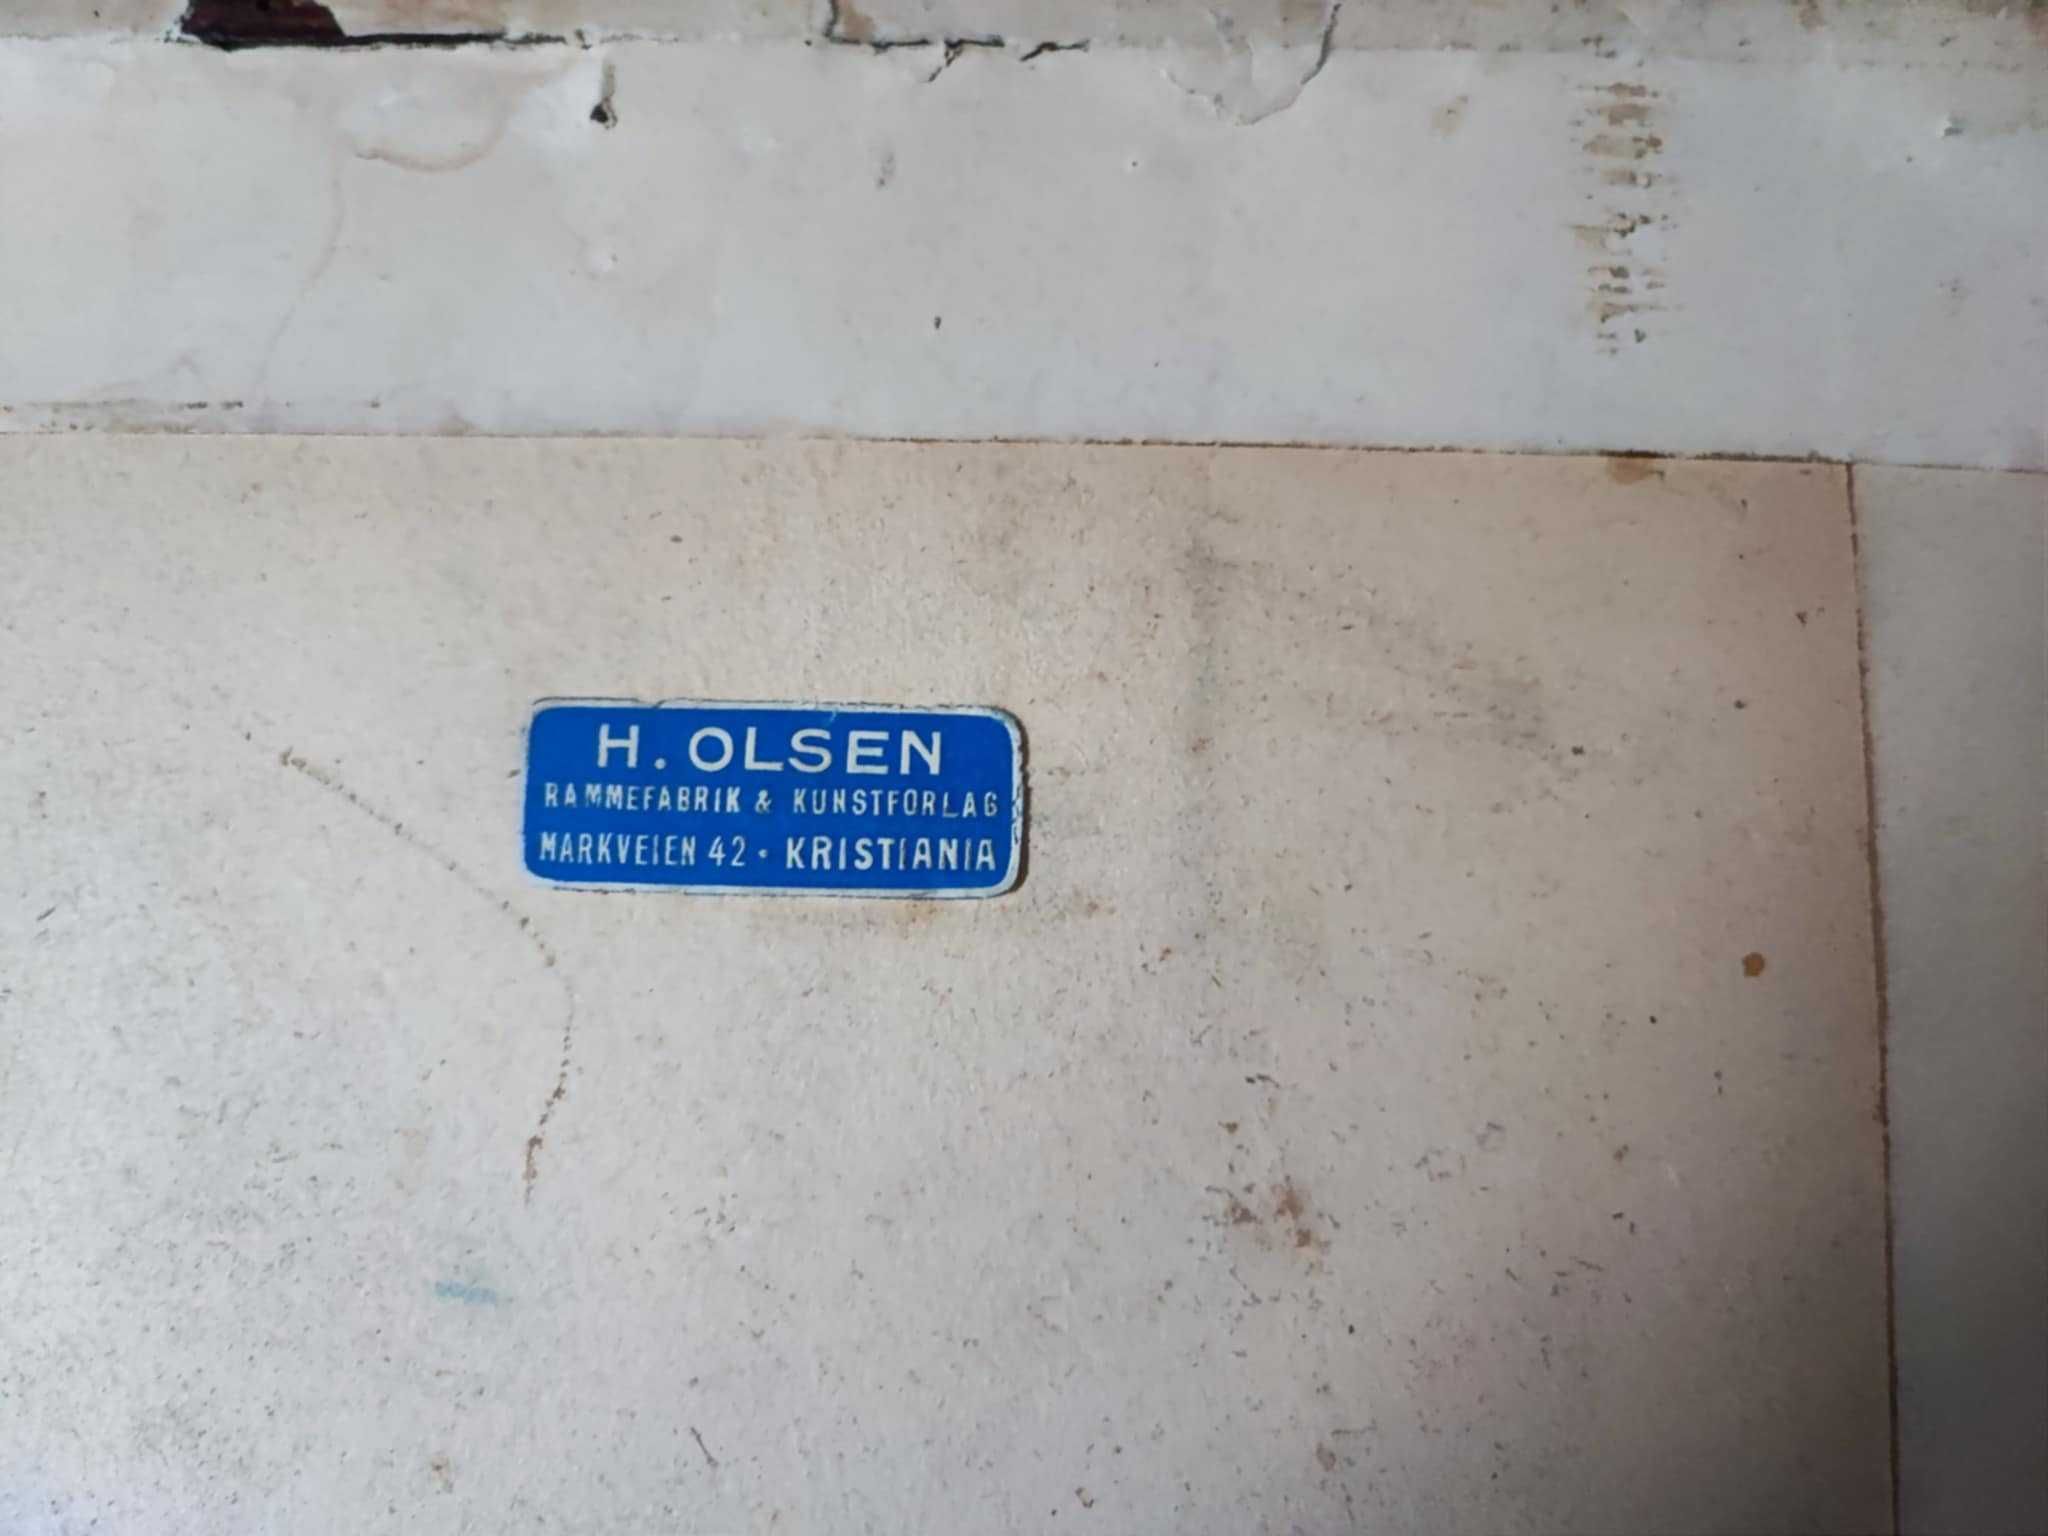 H. OLSEN
RAMMEFABRIK & KUNSTFORLAG
MARKVEIEN 42 · KRISTIANIA